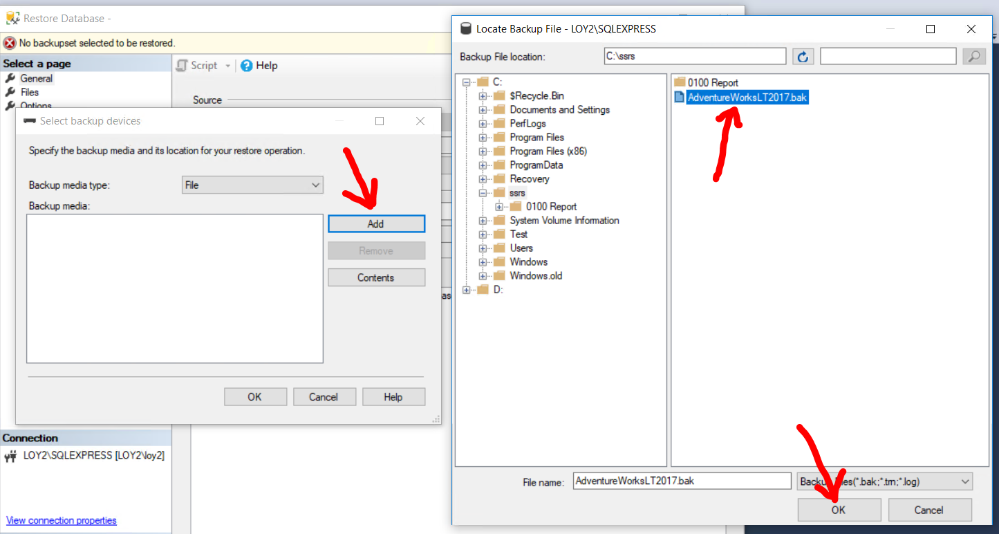 Restore Database -
No backupset selected to be restored.
Select a page
General
Files
Options
Script
Help
Source
Select backup devices
Specify the backup media and its location for your restore operation.
Backup media type:
File
Backup media:
Add
Remove
Contents
OK
Cancel
Help
as
Connection
LOY2\SQLEXPRESS [LOY2\loy2]
View connection properties
Locate Backup File - LOY2\SQLEXPRESS
Backup File location:
C:\ssrs
C:
$Recycle.Bin
Documents and Settings
PerfLogs
Program Files
Program Files (x86)
ProgramData
Recovery
ssrs
0100 Report
System Volume Information
Test
Users
Windows
Windows.old
D:
0100 Report
AdventureWorksLT2017.bak
File name:
AdventureWorksLT2017.bak
Backup Files(*.bak;*.trn;*.log)
OK
Cancel